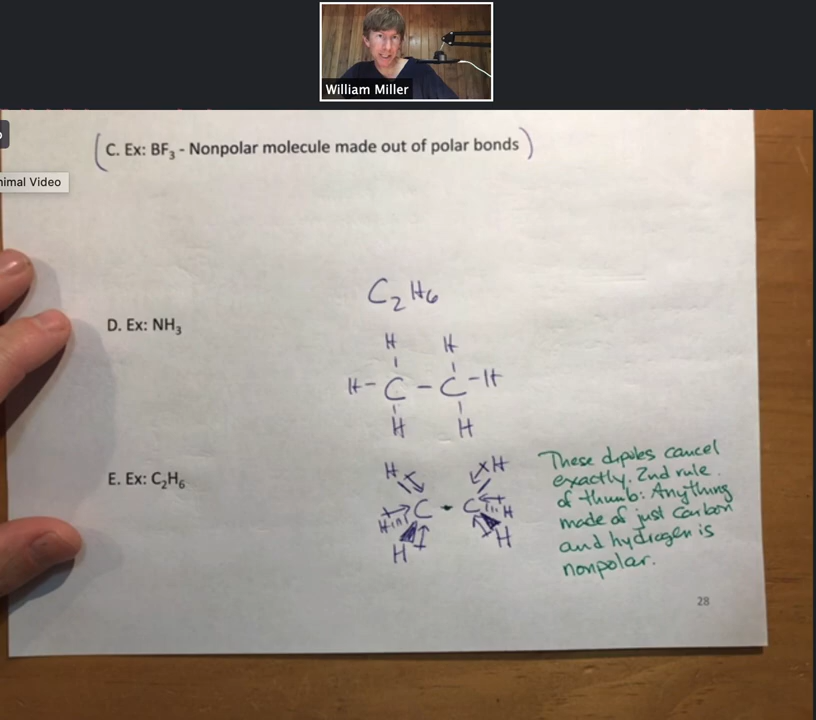 William Miller
nimal Video
(C. Ex: BF₃ - Nonpolar molecule made out of polar bonds)
C₂H₆
D. Ex: NH₃
H H
H-C-C-H
H H
E. Ex: C₂H₆
H H
H C - C H
H H
These dipoles cancel
exactly. 2nd rule
of thumb: Anything
made of just carbon
and hydrogen is
nonpolar.
28